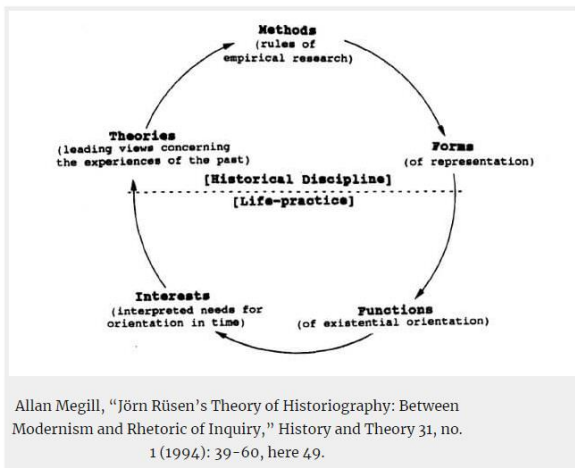 Methods
(rules of
empirical research)
Theories
(leading views concerning
the experiences of the past)
Forms
(of representation)
[Historical Discipline]
[Life-practice]
Interests
(interpreted needs for
orientation in time)
Functions
(of existential orientation)
Allan Megill, “Jörn Rüsen’s Theory of Historiography: Between
Modernism and Rhetoric of Inquiry,” History and Theory 31, no.
1 (1994): 39-60, here 49.